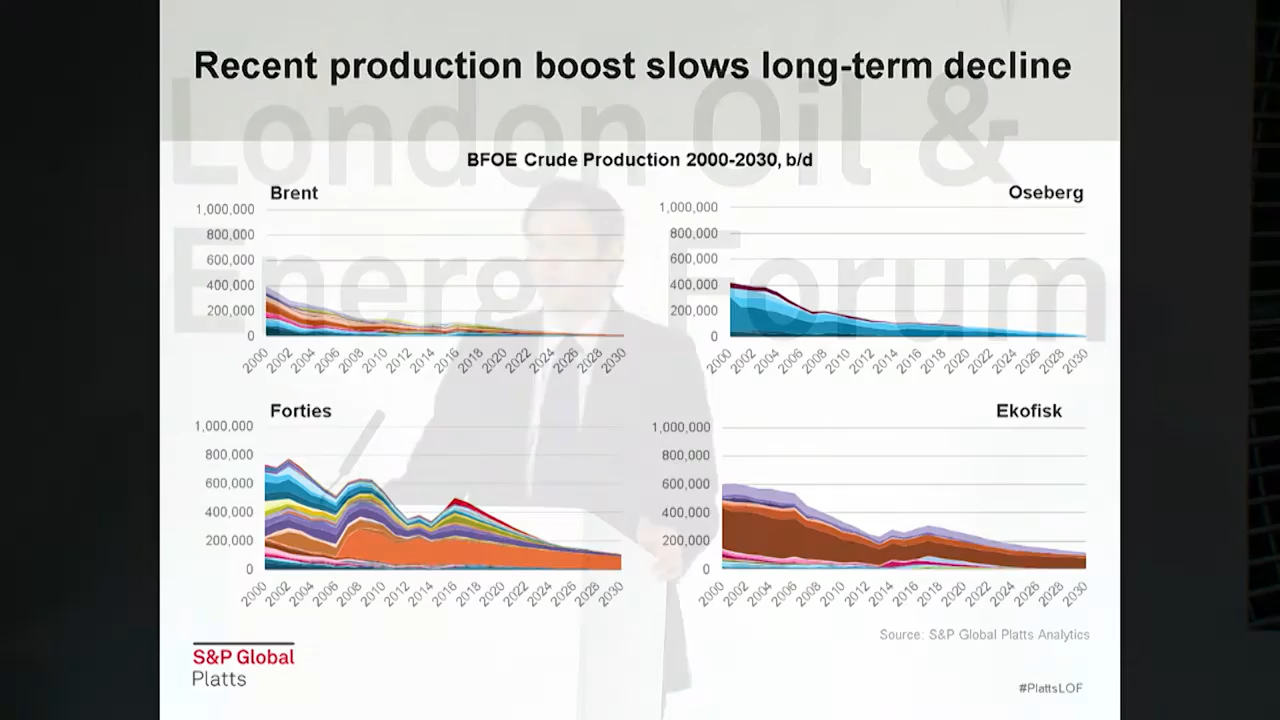 Recent production boost slows long-term decline
London Oil &
Energy Forum
BFOE Crude Production 2000-2030, b/d
Brent
1,000,000
800,000
600,000
400,000
200,000
0
2000 2002 2004 2006 2008 2010 2012 2014 2016 2018 2020 2022 2024 2026 2028 2030
Oseberg
1,000,000
800,000
600,000
400,000
200,000
0
2000 2002 2004 2006 2008 2010 2012 2014 2016 2018 2020 2022 2024 2026 2028 2030
Forties
1,000,000
800,000
600,000
400,000
200,000
0
2000 2002 2004 2006 2008 2010 2012 2014 2016 2018 2020 2022 2024 2026 2028 2030
Ekofisk
1,000,000
800,000
600,000
400,000
200,000
0
2000 2002 2004 2006 2008 2010 2012 2014 2016 2018 2020 2022 2024 2026 2028 2030
Source: S&P Global Platts Analytics
S&P Global
Platts
#PlattsLOF